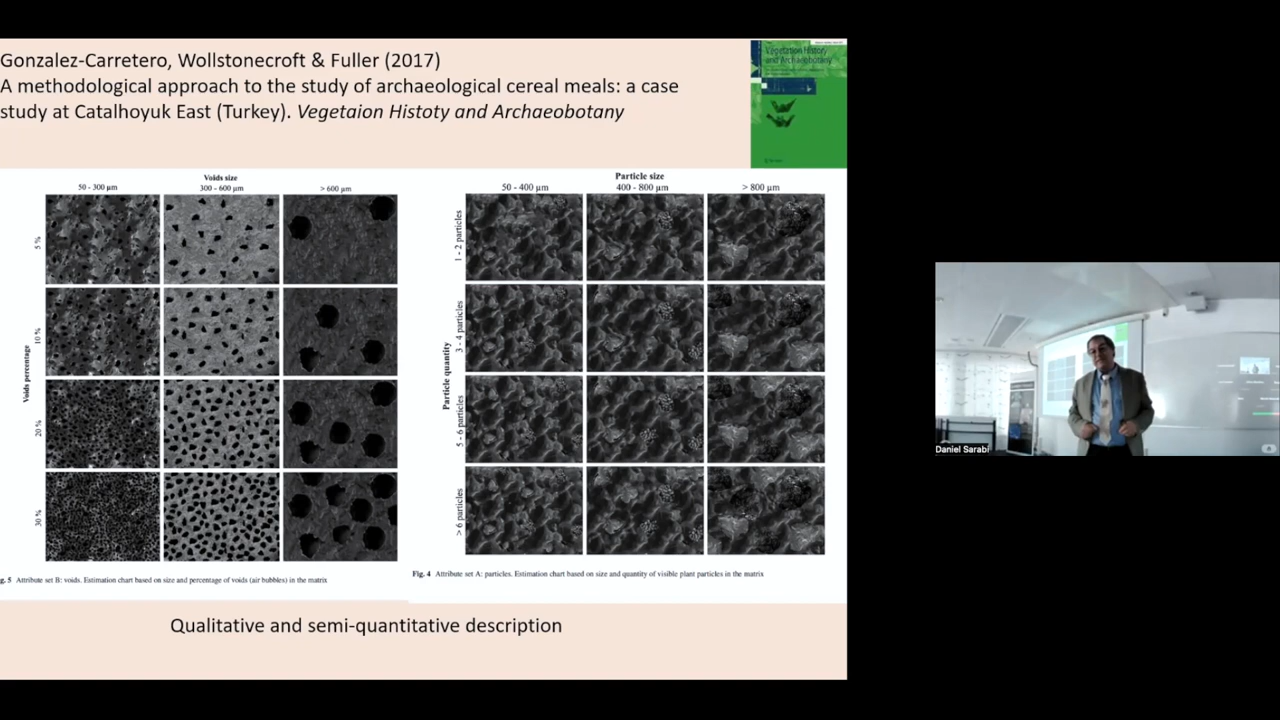 Gonzalez-Carretero, Wollstonecroft & Fuller (2017)
A methodological approach to the study of archaeological cereal meals: a case
study at Catalhoyuk East (Turkey). Vegetaion Histoty and Archaeobotany
Vegetation History
and Archaeobotany
Voids size
50 - 300 µm
300 - 600 µm
> 600 µm
Voids percentage
5 %
10 %
20 %
30 %
g. 5 Attribute set B: voids. Estimation chart based on size and percentage of voids (air bubbles) in the matrix
Particle size
50 - 400 µm
400 - 800 µm
> 800 µm
Particle quantity
1 - 2 particles
3 - 4 particles
5 - 6 particles
> 6 particles
Fig. 4 Attribute set A: particles. Estimation chart based on size and quantity of visible plant particles in the matrix
Qualitative and semi-quantitative description
Daniel Sarabi